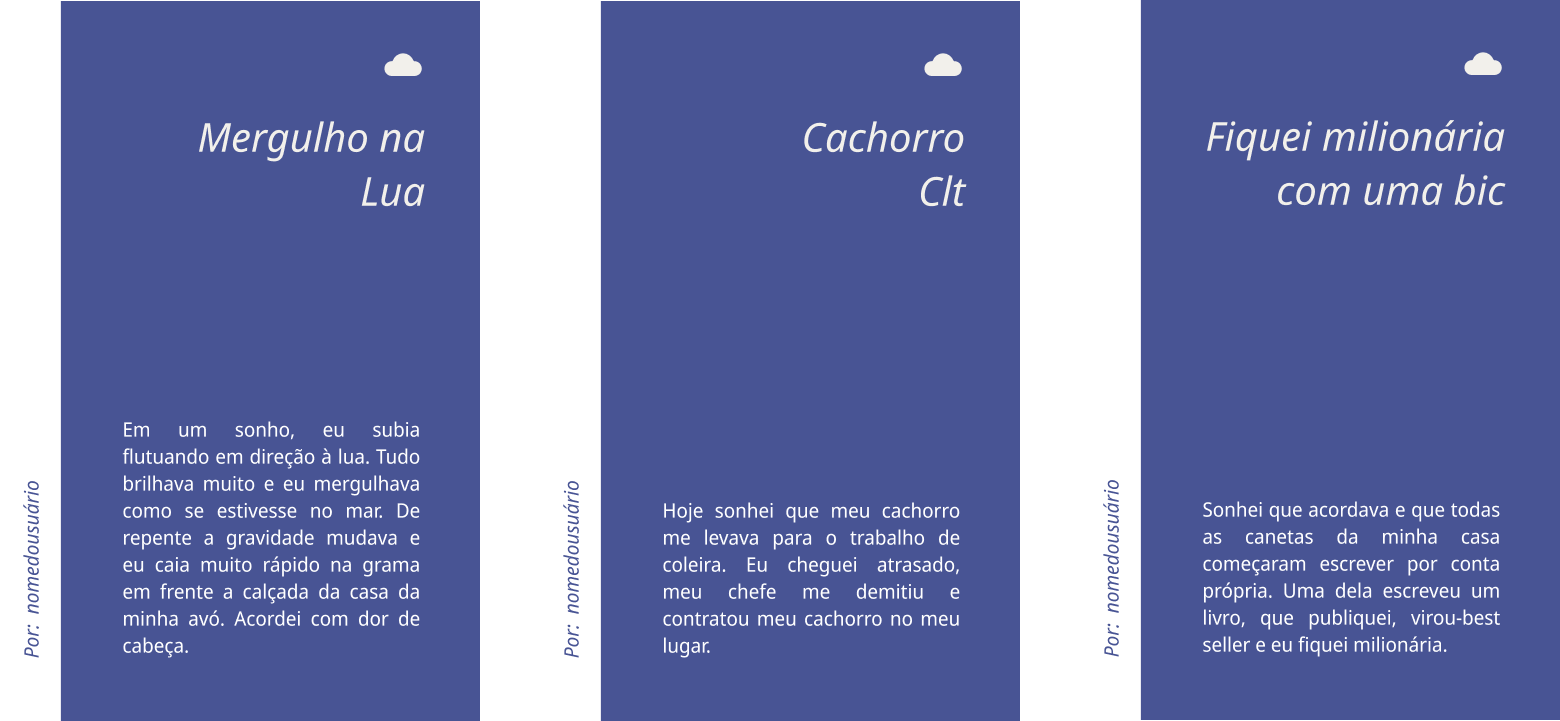 Mergulho na
Lua
Em um sonho, eu subia
flutuando em direção à lua. Tudo
brilhava muito e eu mergulhava
como se estivesse no mar. De
repente a gravidade mudava e
eu caia muito rápido na grama
em frente a calçada da casa da
minha avó. Acordei com dor de
cabeça.
Por: nomedousuário
Cachorro
Clt
Hoje sonhei que meu cachorro
me levava para o trabalho de
coleira. Eu cheguei atrasado,
meu chefe me demitiu e
contratou meu cachorro no meu
lugar.
Por: nomedousuário
Fiquei milionária
com uma bic
Sonhei que acordava e que todas
as canetas da minha casa
começaram escrever por conta
própria. Uma dela escreveu um
livro, que publiquei, virou-best
seller e eu fiquei milionária.
Por: nomedousuário